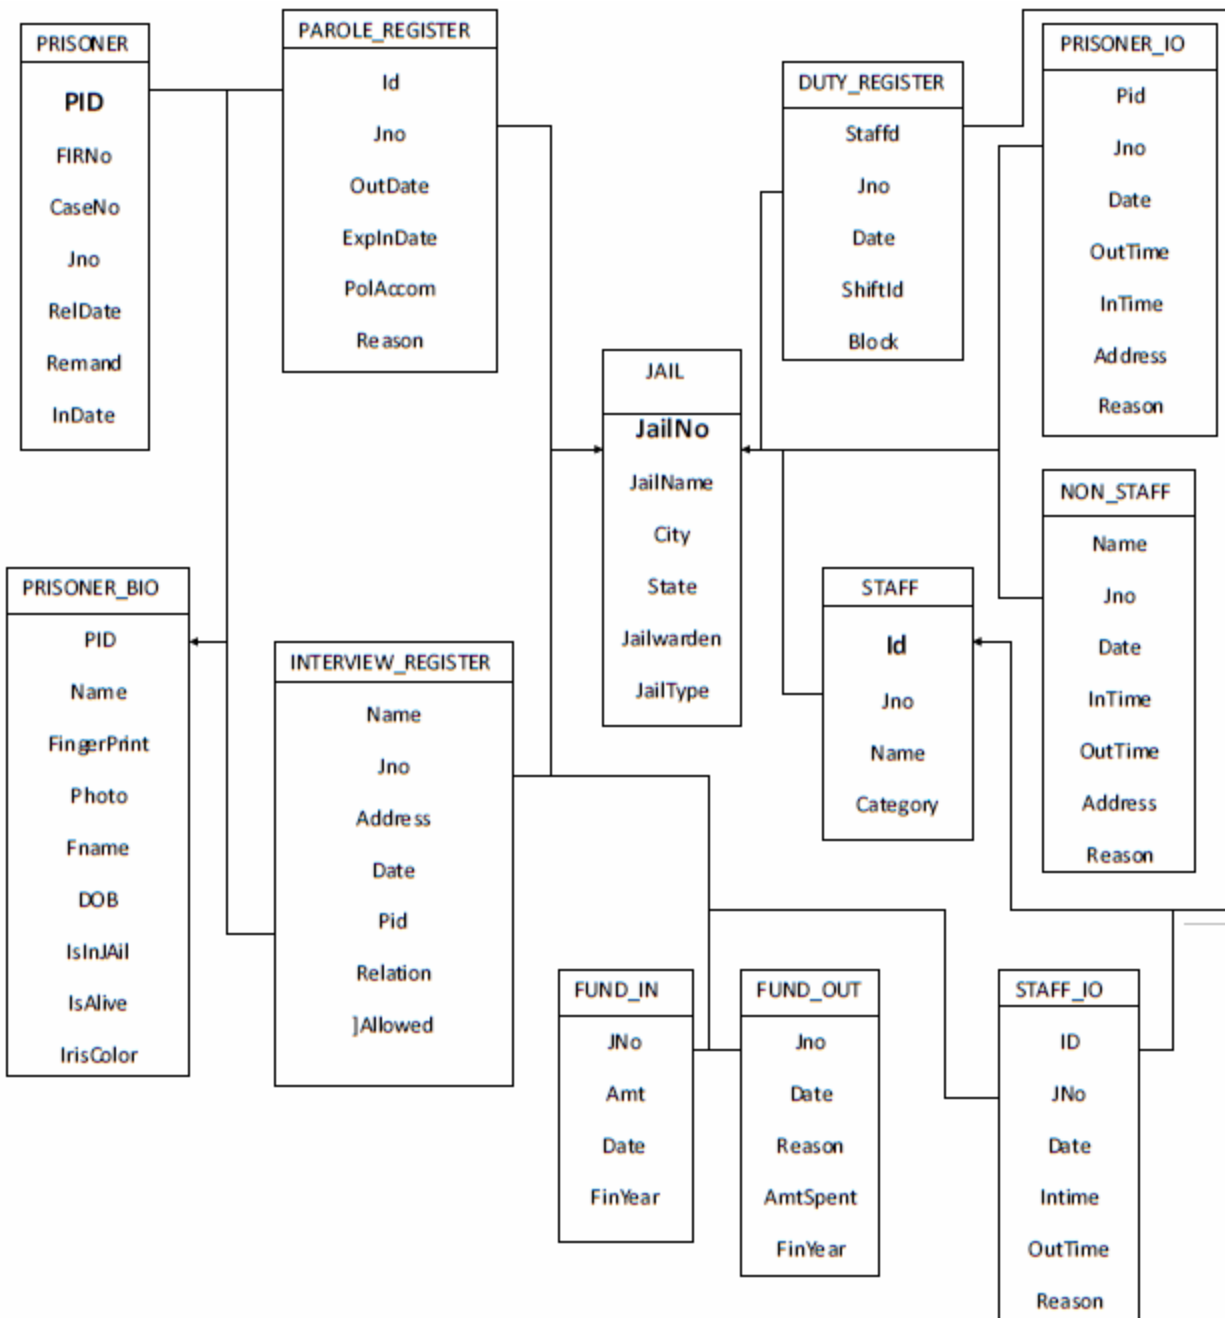 PRISONER
PID
FIRNo
CaseNo
Jno
RelDate
Remand
InDate
PAROLE_REGISTER
Id
Jno
OutDate
ExpInDate
PolAccom
Reason
DUTY_REGISTER
Staffd
Jno
Date
ShiftId
Block
PRISONER_IO
Pid
Jno
Date
OutTime
InTime
Address
Reason
JAIL
JailNo
JailName
City
State
Jailwarden
JailType
NON_STAFF
Name
Jno
Date
InTime
OutTime
Address
Reason
PRISONER_BIO
PID
Name
FingerPrint
Photo
Fname
DOB
IsInJAil
IsAlive
IrisColor
INTERVIEW_REGISTER
Name
Jno
Address
Date
Pid
Relation
]Allowed
STAFF
Id
Jno
Name
Category
FUND_IN
JNo
Amt
Date
FinYear
FUND_OUT
Jno
Date
Reason
AmtSpent
FinYear
STAFF_IO
ID
JNo
Date
Intime
OutTime
Reason